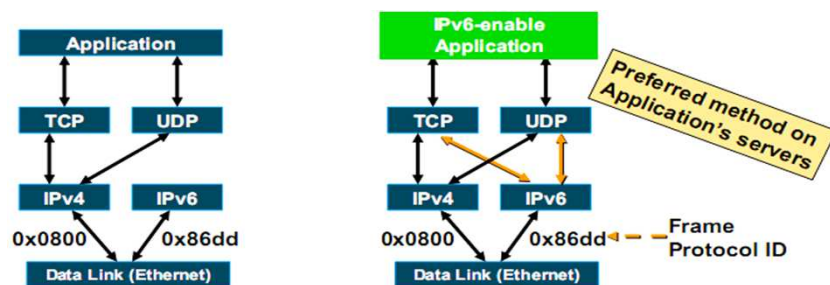 Application
TCP
UDP
IPv4
IPv6
0x0800
0x86dd
Data Link (Ethernet)
IPv6-enable
Application
TCP
UDP
IPv4
IPv6
0x0800
0x86dd
Data Link (Ethernet)
Preferred method on
Application's servers
Frame
Protocol ID